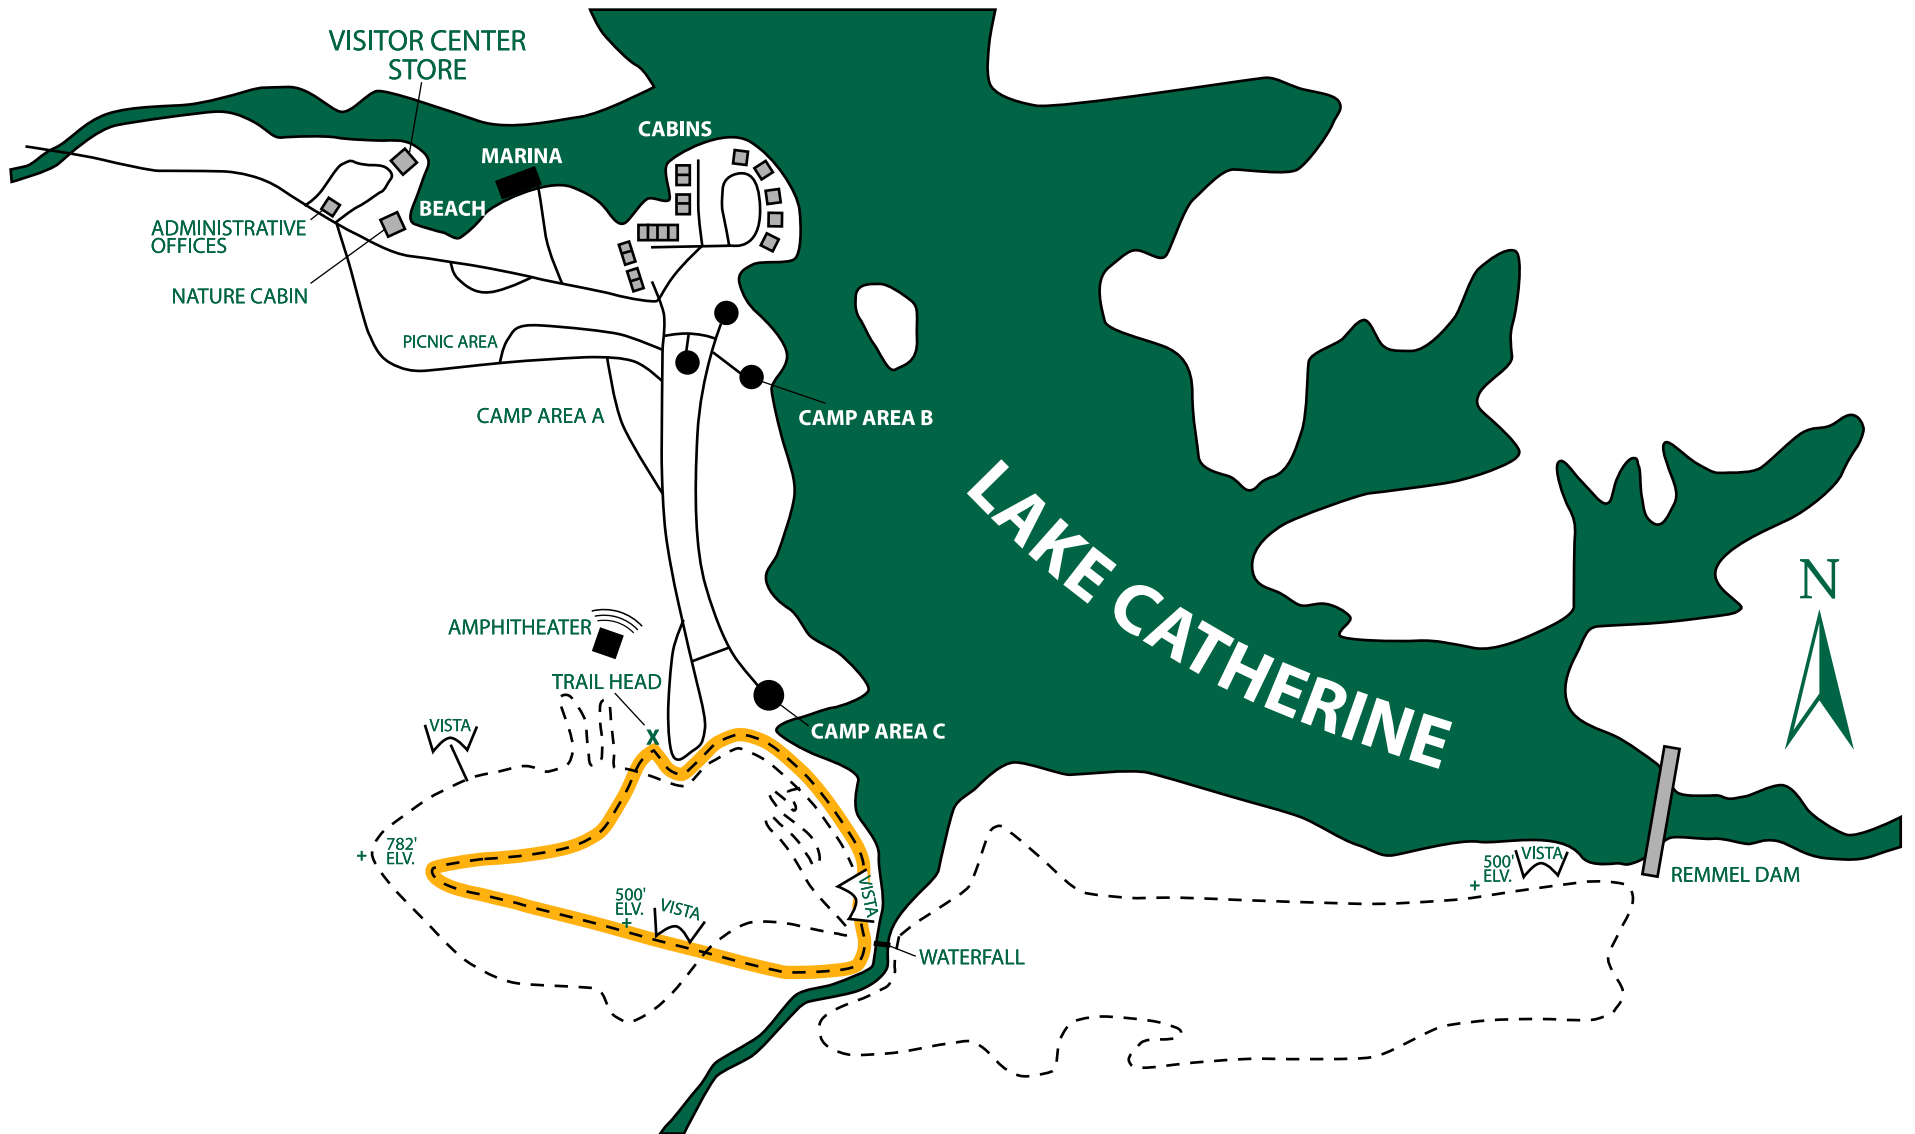 VISITOR CENTER
STORE
CABINS
MARINA
BEACH
ADMINISTRATIVE
OFFICES
NATURE CABIN
PICNIC AREA
CAMP AREA A
CAMP AREA B
LAKE CATHERINE
N
AMPHITHEATER
TRAIL HEAD
X
VISTA
CAMP AREA C
782'
ELV.
+
500'
ELV.
+
VISTA
VISTA
WATERFALL
500'
ELV.
+
VISTA
REMMEL DAM